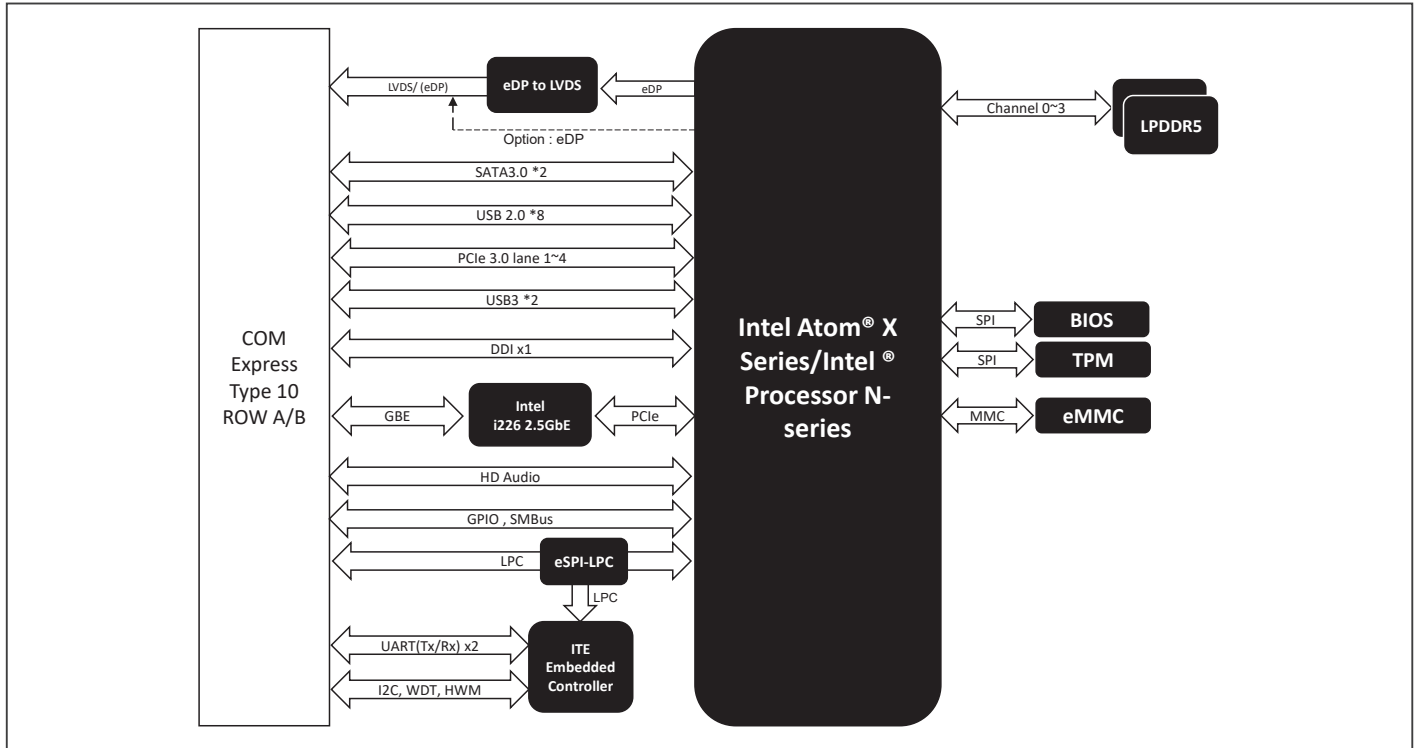 LVDS/ (eDP)
eDP to LVDS
eDP
Option : eDP
Channel 0~3
LPDDR5
SATA3.0 *2
USB 2.0 *8
PCIe 3.0 lane 1~4
USB3 *2
DDI x1
COM
Express
Type 10
ROW A/B
Intel Atom® X
Series/Intel ®
Processor N-
series
SPI
BIOS
SPI
TPM
MMC
eMMC
GBE
Intel
i226 2.5GbE
PCIe
HD Audio
GPIO , SMBus
LPC
eSPI-LPC
LPC
UART(Tx/Rx) x2
ITE
Embedded
Controller
I2C, WDT, HWM